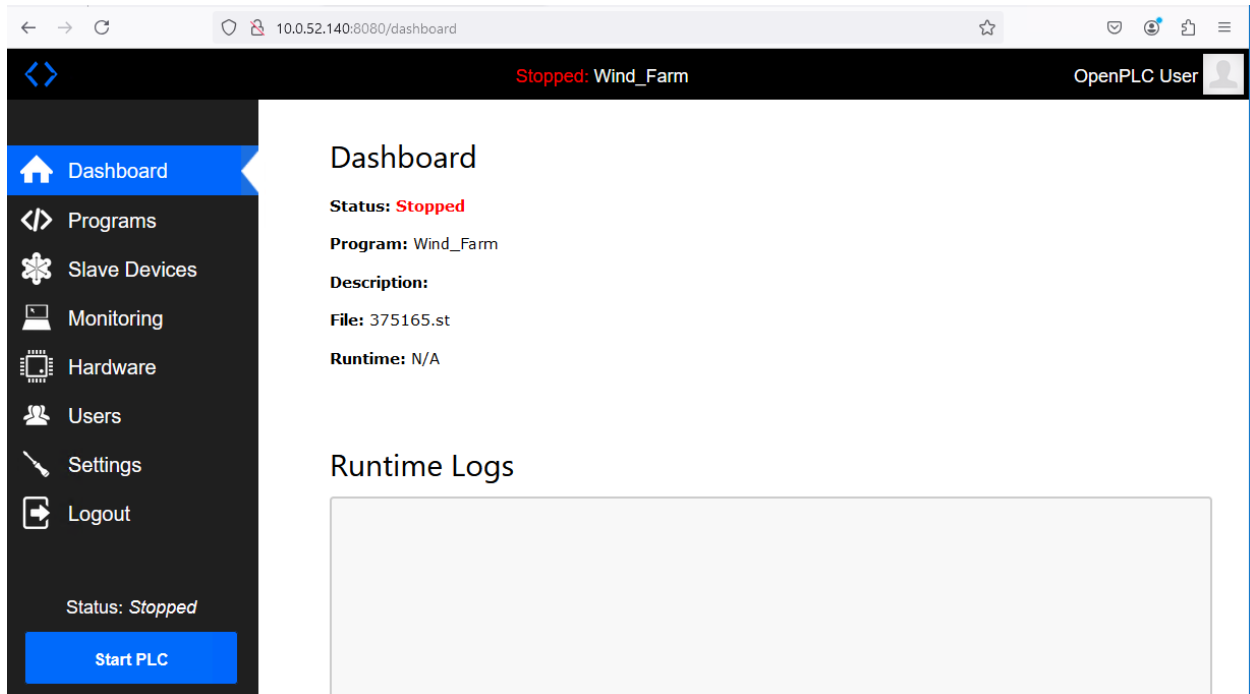 10.0.52.140:8080/dashboard
Stopped: Wind_Farm
OpenPLC User
Dashboard
Programs
Slave Devices
Monitoring
Hardware
Users
Settings
Logout
Status: Stopped
Start PLC
Dashboard
Status: Stopped
Program: Wind_Farm
Description:
File: 375165.st
Runtime: N/A
Runtime Logs